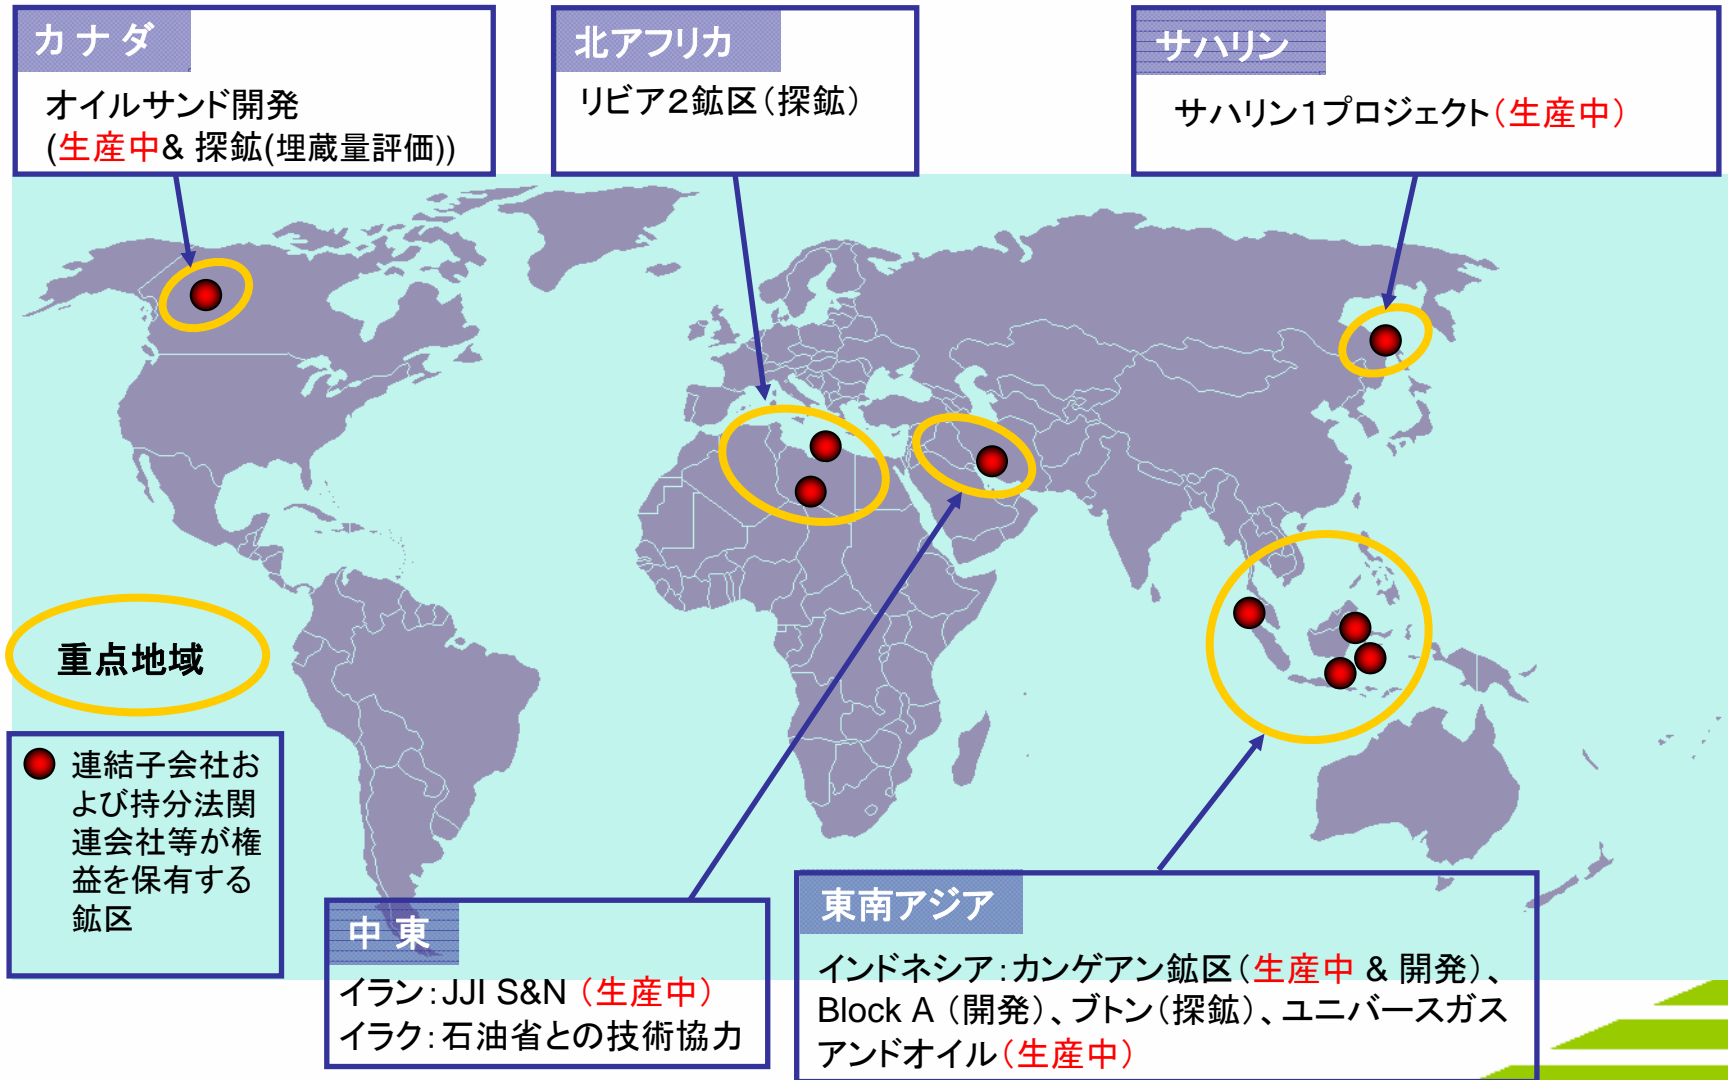 カナダ
オイルサンド開発
(生産中& 探鉱(埋蔵量評価))
北アフリカ
リビア2鉱区(探鉱)
サハリン
サハリン1プロジェクト(生産中)
重点地域
連結子会社お
よび持分法関
連会社等が権
益を保有する
鉱区
中東
イラン:JJI S&N (生産中)
イラク:石油省との技術協力
東南アジア
インドネシア:カンゲアン鉱区(生産中 & 開発)、
Block A (開発)、ブトン(探鉱)、ユニバースガス
アンドオイル(生産中)